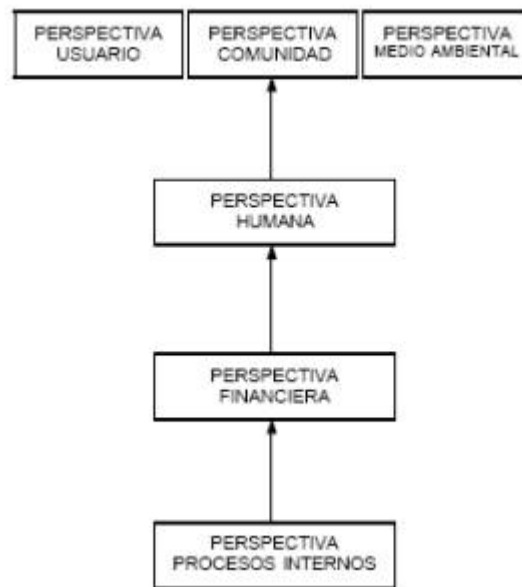 PERSPECTIVA
USUARIO
PERSPECTIVA
COMUNIDAD
PERSPECTIVA
MEDIO AMBIENTAL
PERSPECTIVA
HUMANA
PERSPECTIVA
FINANCIERA
PERSPECTIVA
PROCESOS INTERNOS